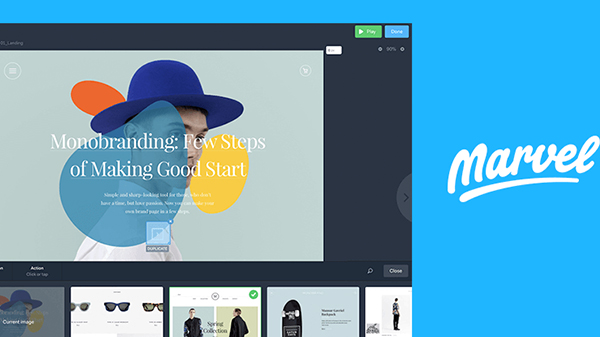 Play
Done
Landing
80%
Monobranding: Few Steps
of Making Good Start
Simple and sharp-looking tool for those who don't
have a time, but have passion. Now you can make your
own brand page in a few steps.
DUPLICATE
Marvel
Action
Click or tap
Close
Current image
Spring
Collection